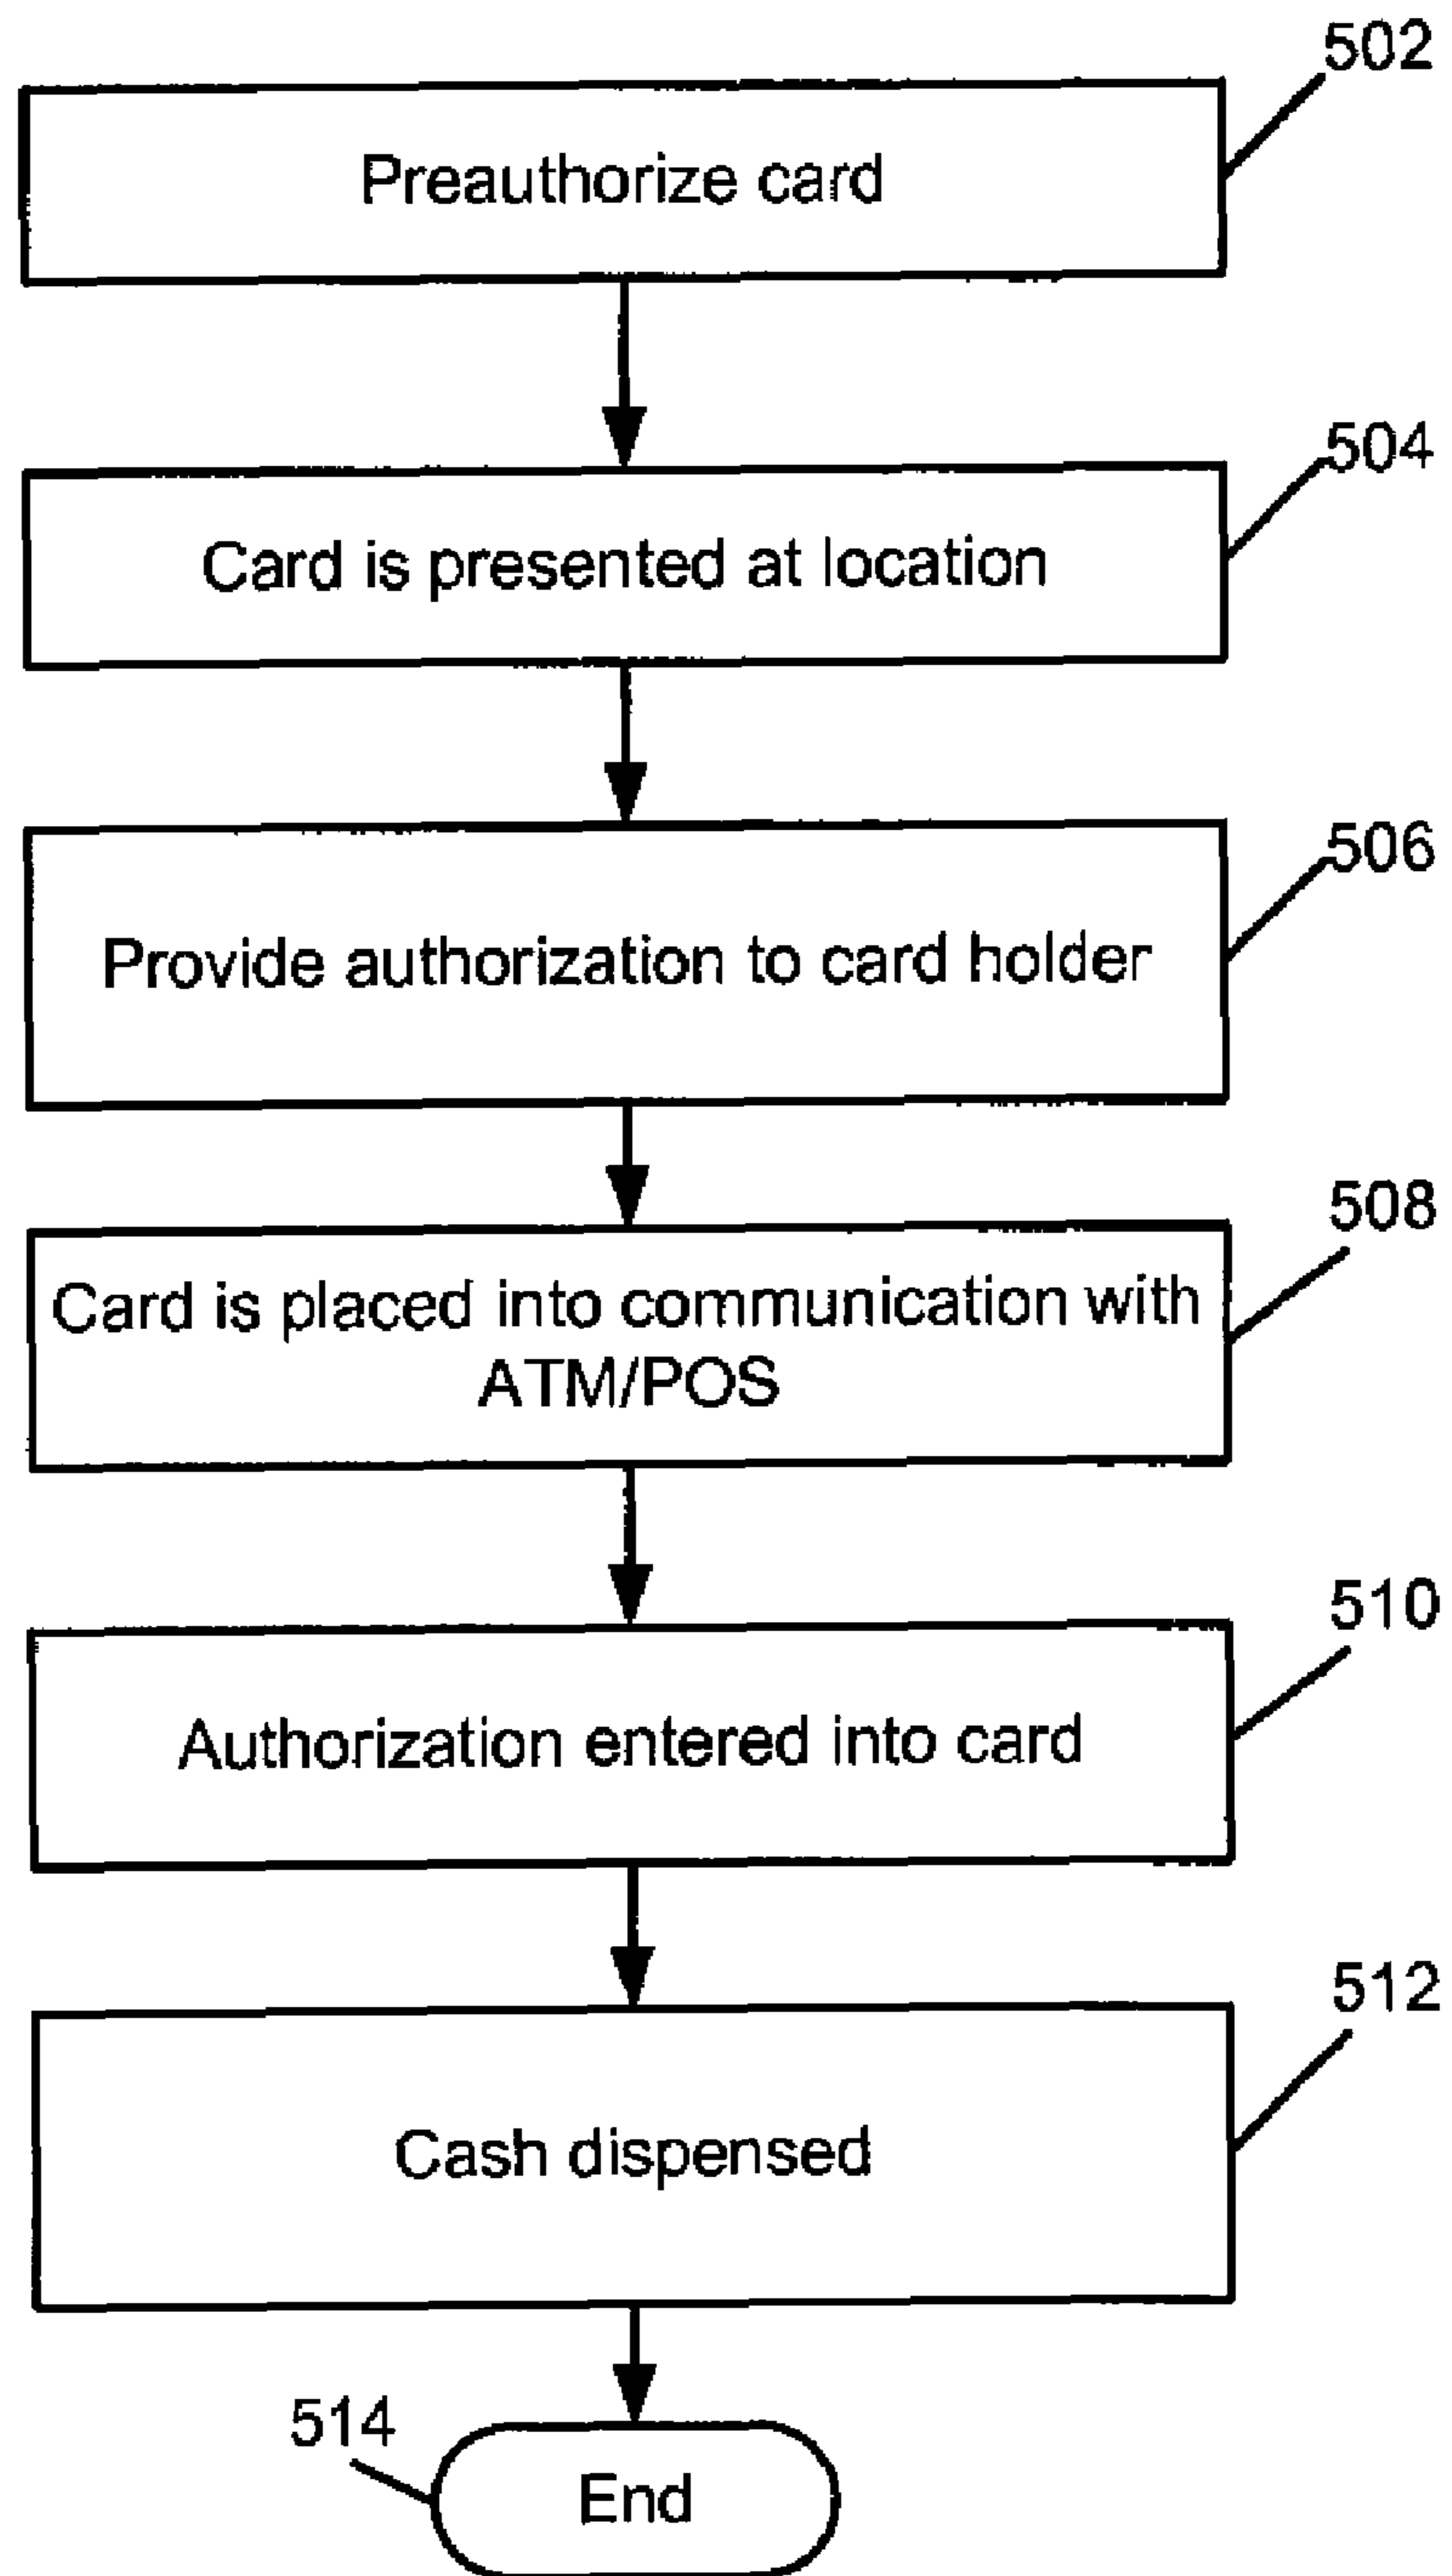 502
Preauthorize card
504
Card is presented at location
506
Provide authorization to card holder
508
Card is placed into communication with
ATM/POS
510
Authorization entered into card
512
Cash dispensed
514
End